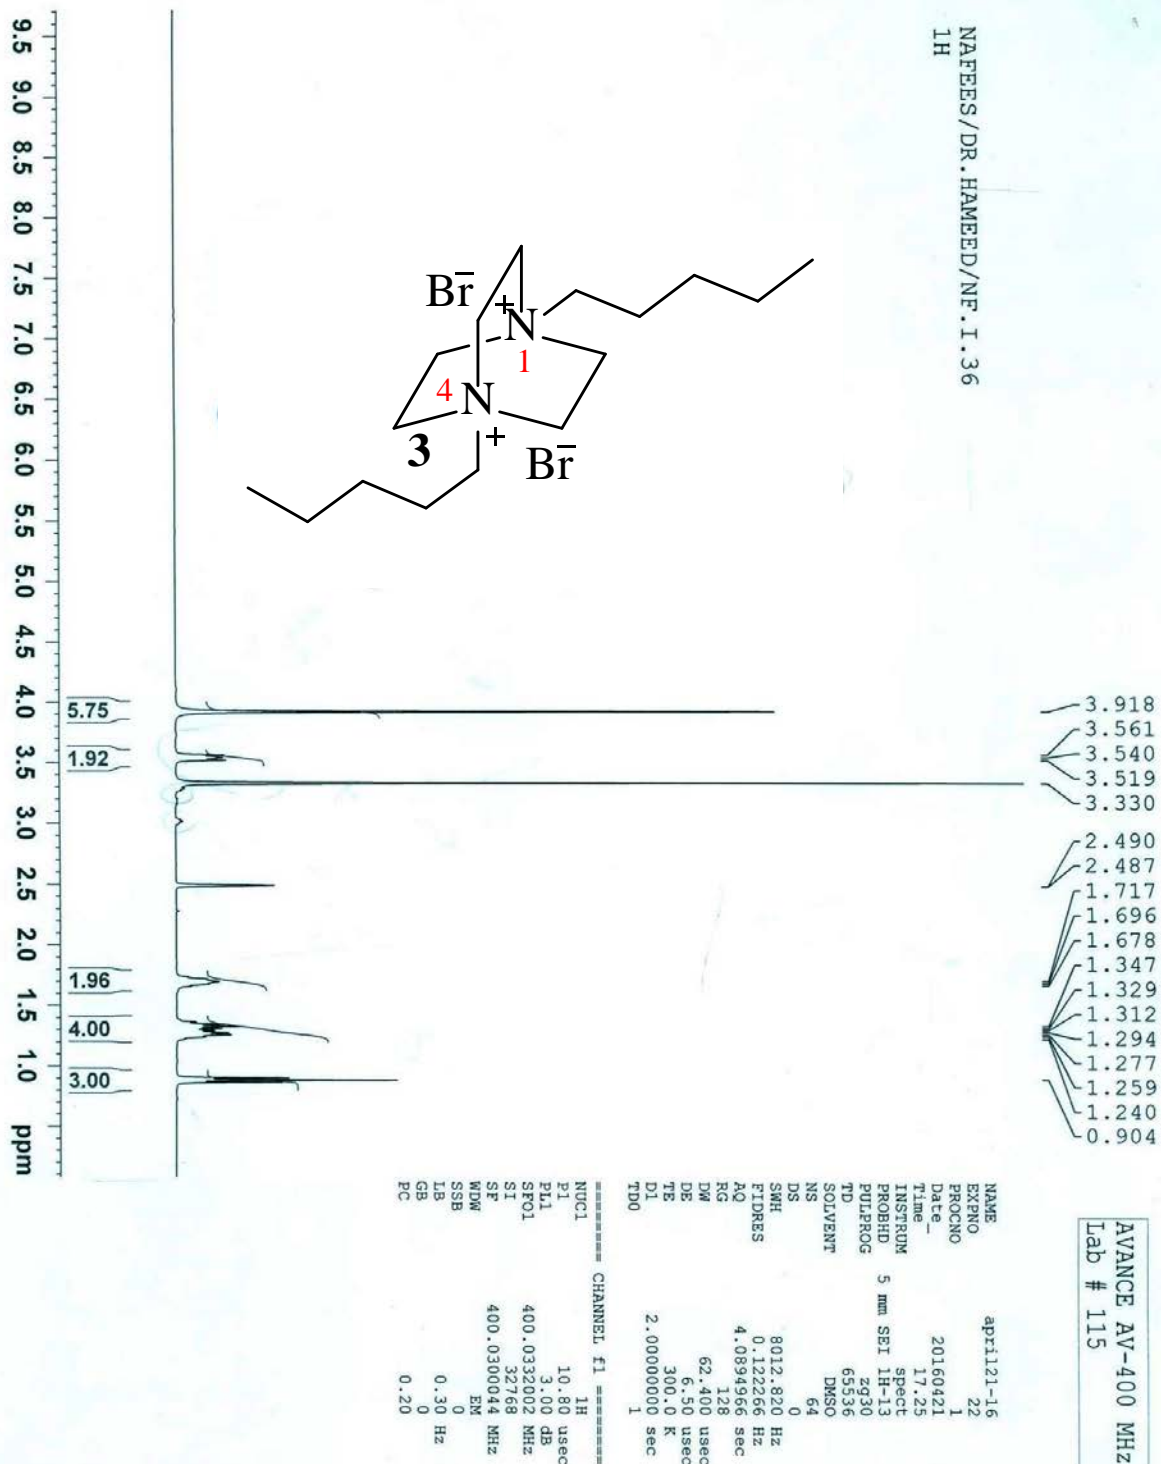 NAFEES/DR.HAMEED/NF.I.36
1H
AVANCE AV-400 MHz
Lab # 115
Br−
+
N
1
4
N
+
3
Br−
3.918
3.561
3.540
3.519
3.330
2.490
2.487
1.717
1.696
1.678
1.347
1.329
1.312
1.294
1.277
1.259
1.240
0.904
5.75
1.92
1.96
4.00
3.00
9.5 9.0 8.5 8.0 7.5 7.0 6.5 6.0 5.5 5.0 4.5 4.0 3.5 3.0 2.5 2.0 1.5 1.0 ppm
NAME april21-16
EXPNO 22
PROCNO 1
Date_ 20160421
Time_ 17.25
INSTRUM spect
PROBHD 5 mm SEI 1H-13
PULPROG zg30
TD 65536
SOLVENT DMSO
NS 64
DS 0
SWH 8012.820 Hz
FIDRES 0.122266 Hz
AQ 4.0894966 sec
RG 128
DW 62.400 usec
DE 6.50 usec
TE 300.0 K
D1 2.00000000 sec
TD0 1
======== CHANNEL f1 ========
NUC1 1H
P1 10.80 usec
PL1 3.00 dB
SFO1 400.0332002 MHz
SI 32768
SF 400.0300044 MHz
WDW EM
SSB 0
LB 0.30 Hz
GB 0
PC 0.20